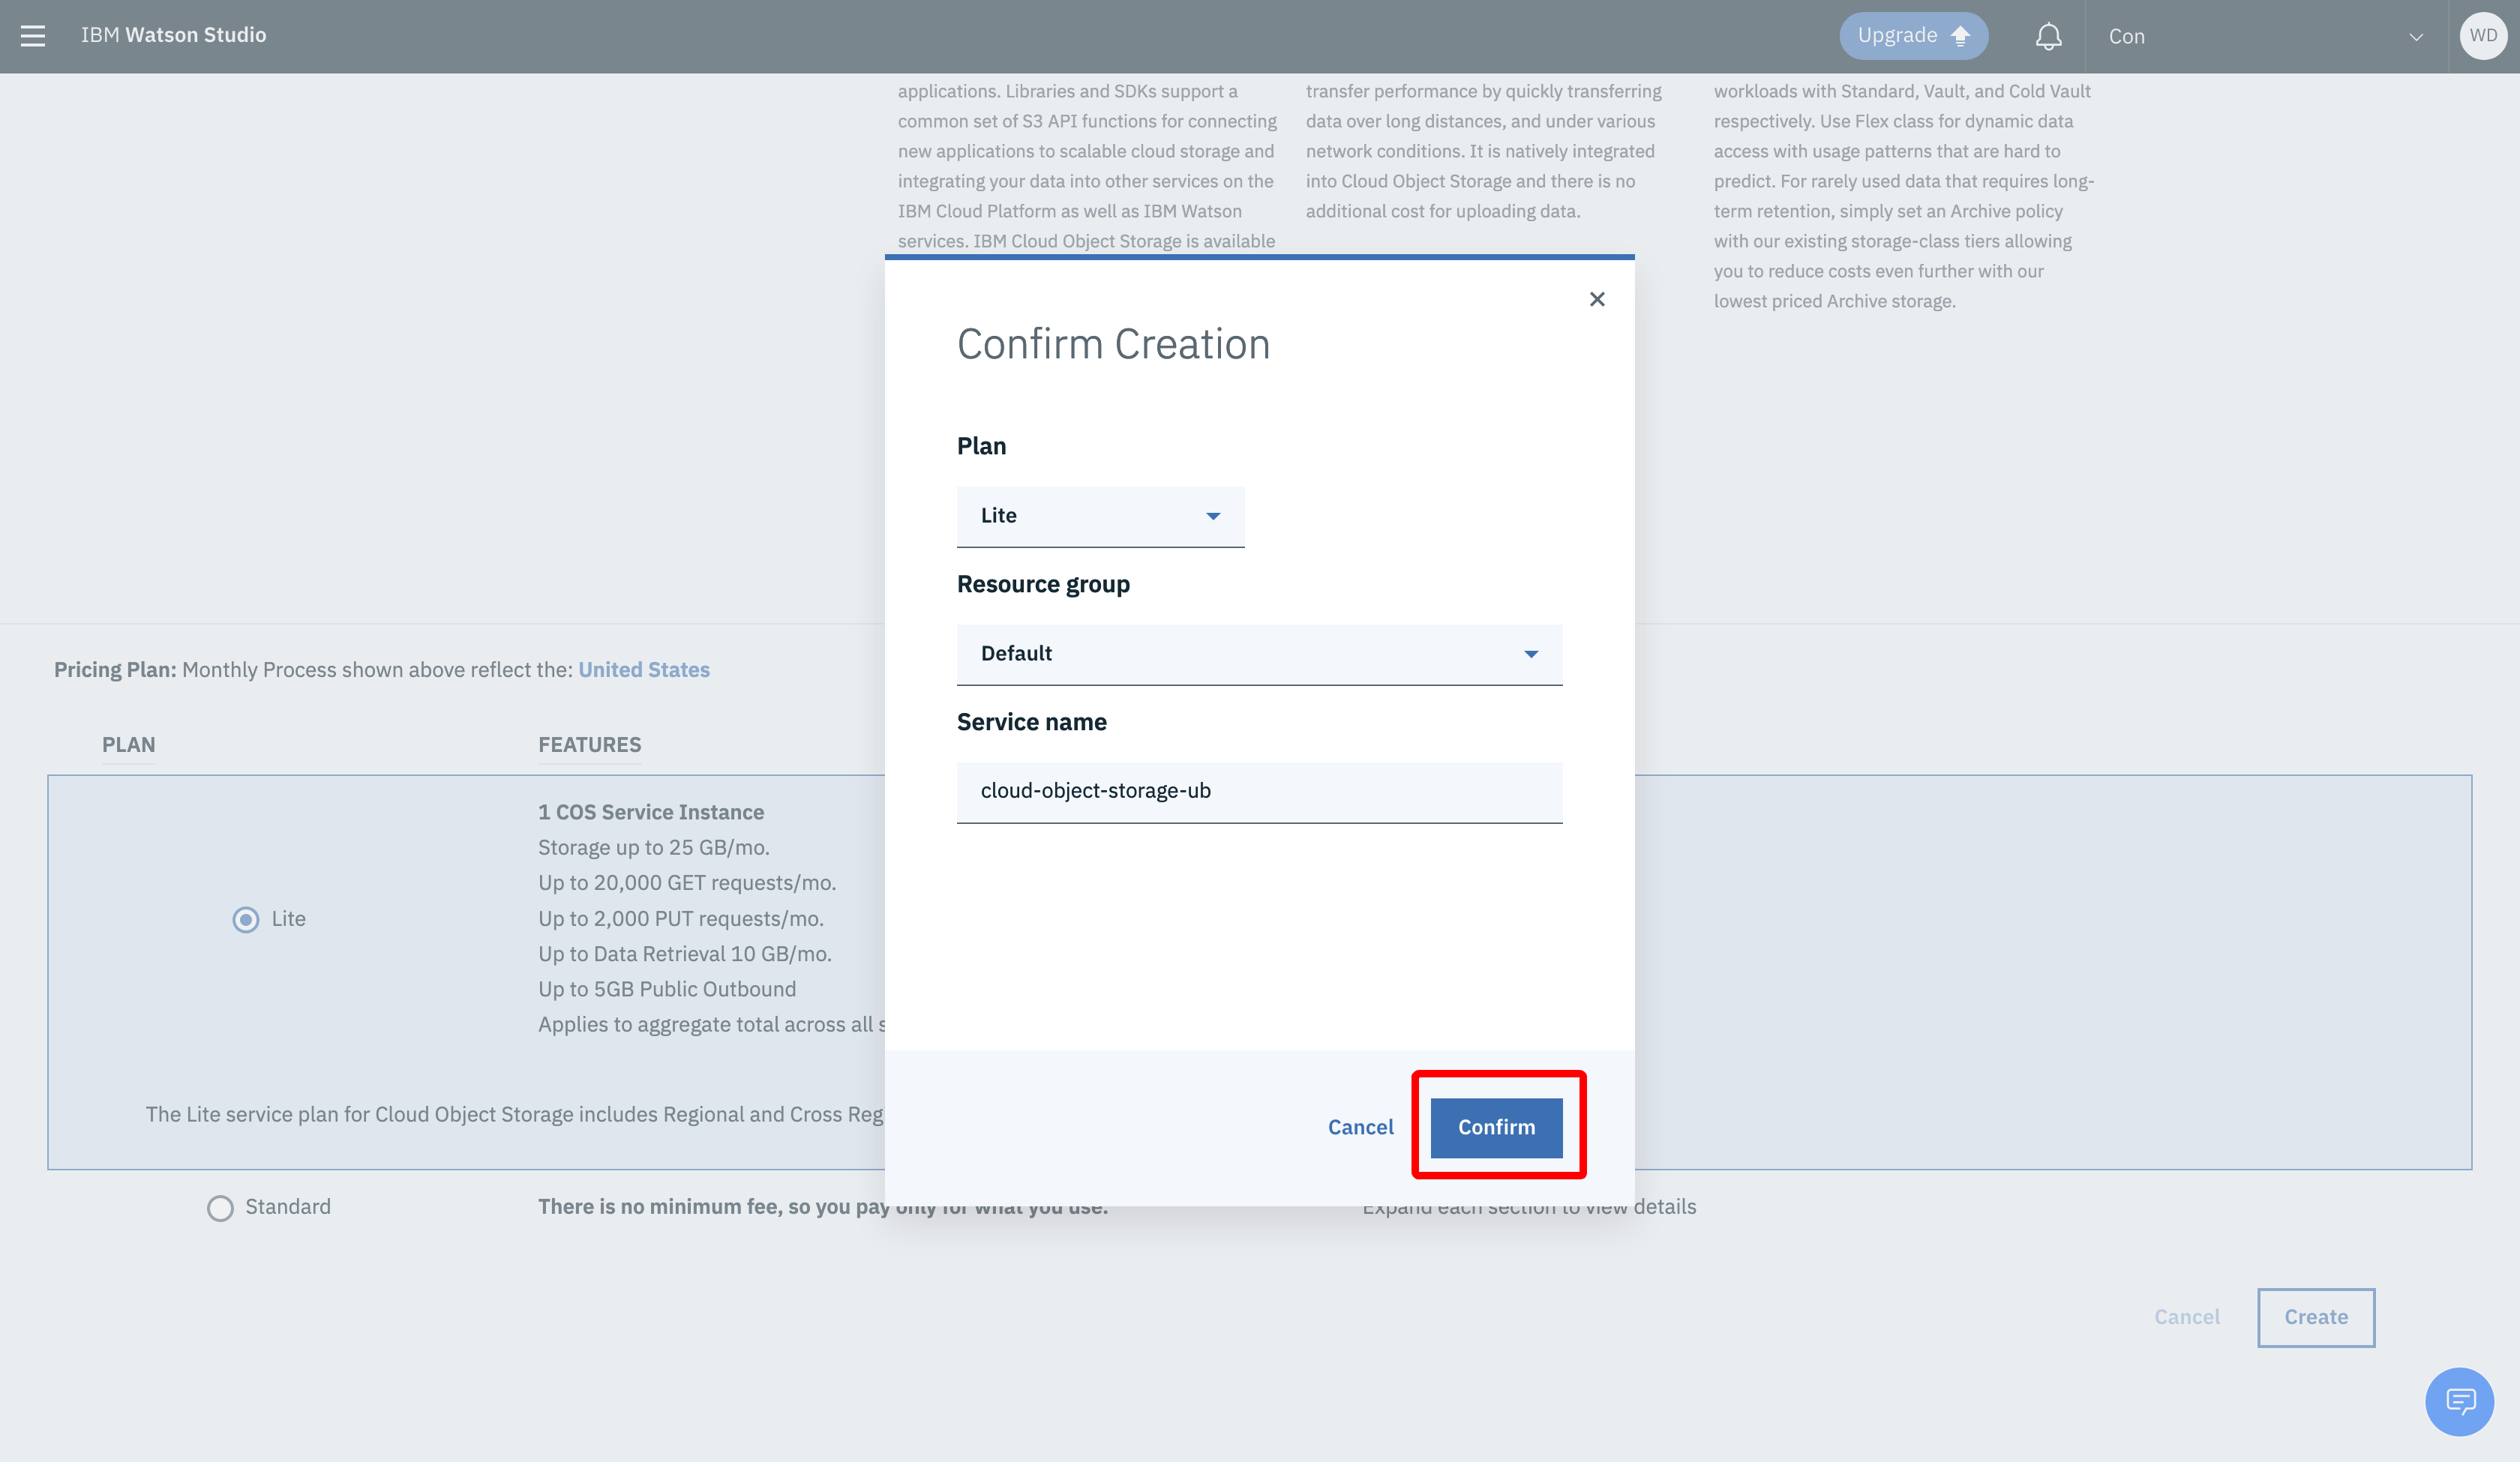 IBM Watson Studio
Upgrade
Con
WD
applications. Libraries and SDKs support a
common set of S3 API functions for connecting
new applications to scalable cloud storage and
integrating your data into other services on the
IBM Cloud Platform as well as IBM Watson
services. IBM Cloud Object Storage is available
transfer performance by quickly transferring
data over long distances, and under various
network conditions. It is natively integrated
into Cloud Object Storage and there is no
additional cost for uploading data.
workloads with Standard, Vault, and Cold Vault
respectively. Use Flex class for dynamic data
access with usage patterns that are hard to
predict. For rarely used data that requires long-
term retention, simply set an Archive policy
with our existing storage-class tiers allowing
you to reduce costs even further with our
lowest priced Archive storage.
Confirm Creation
Plan
Lite
Resource group
Default
Service name
cloud-object-storage-ub
Cancel
Confirm
Pricing Plan: Monthly Process shown above reflect the: United States
PLAN
FEATURES
Lite
1 COS Service Instance
Storage up to 25 GB/mo.
Up to 20,000 GET requests/mo.
Up to 2,000 PUT requests/mo.
Up to Data Retrieval 10 GB/mo.
Up to 5GB Public Outbound
Applies to aggregate total across all s
The Lite service plan for Cloud Object Storage includes Regional and Cross Reg
Standard
There is no minimum fee, so you pay only for what you use.
Expand each section to view details
Cancel
Create